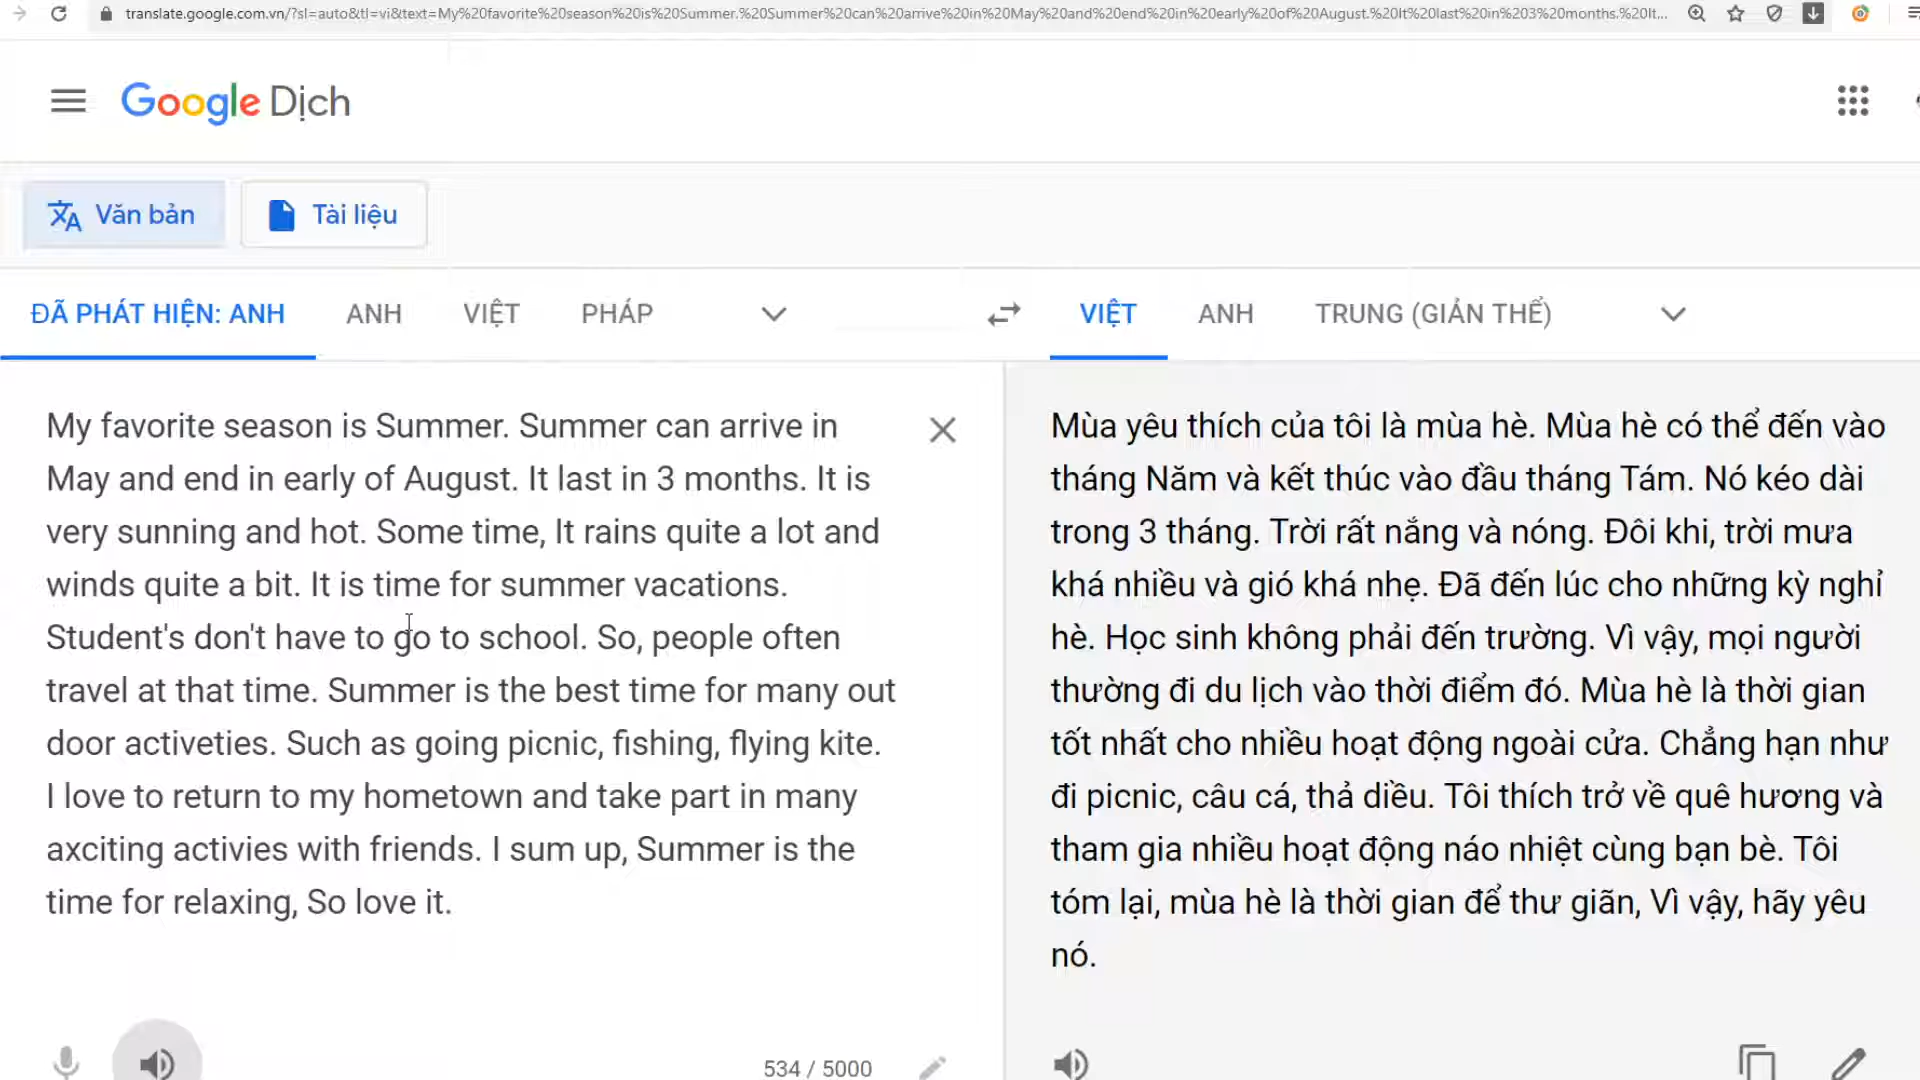 translate.google.com.vn/?sl=auto&tl=vi&text=My%20favorite%20season%20is%20Summer.%20Summer%20can%20arrive%20in%20May%20and%20end%20in%20early%20of%20August.%20It%20last%20in%203%20months.%20It...
Google Dịch
Văn bản
Tài liệu
ĐÃ PHÁT HIỆN: ANH
ANH
VIỆT
PHÁP
VIỆT
ANH
TRUNG (GIẢN THỂ)
My favorite season is Summer. Summer can arrive in
May and end in early of August. It last in 3 months. It is
very sunning and hot. Some time, It rains quite a lot and
winds quite a bit. It is time for summer vacations.
Student's don't have to go to school. So, people often
travel at that time. Summer is the best time for many out
door activeties. Such as going picnic, fishing, flying kite.
I love to return to my hometown and take part in many
axciting activies with friends. I sum up, Summer is the
time for relaxing, So love it.
534 / 5000
Mùa yêu thích của tôi là mùa hè. Mùa hè có thể đến vào
tháng Năm và kết thúc vào đầu tháng Tám. Nó kéo dài
trong 3 tháng. Trời rất nắng và nóng. Đôi khi, trời mưa
khá nhiều và gió khá nhẹ. Đã đến lúc cho những kỳ nghỉ
hè. Học sinh không phải đến trường. Vì vậy, mọi người
thường đi du lịch vào thời điểm đó. Mùa hè là thời gian
tốt nhất cho nhiều hoạt động ngoài cửa. Chẳng hạn như
đi picnic, câu cá, thả diều. Tôi thích trở về quê hương và
tham gia nhiều hoạt động náo nhiệt cùng bạn bè. Tôi
tóm lại, mùa hè là thời gian để thư giãn, Vì vậy, hãy yêu
nó.